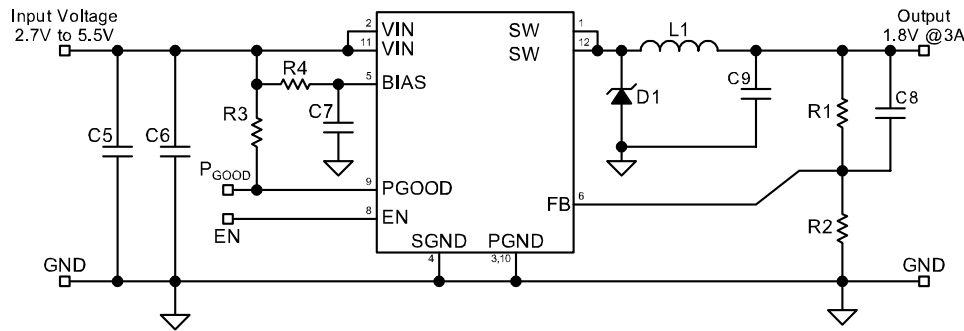 Input Voltage
2.7V to 5.5V
Output
1.8V @3A
2
VIN
11
VIN
SW
1
SW
12
L1
R4
5
BIAS
C9
D1
R1
C8
R3
C7
C5
C6
PGOOD
9
PGOOD
FB
6
8
EN
EN
R2
SGND
PGND
4
3,10
GND
GND